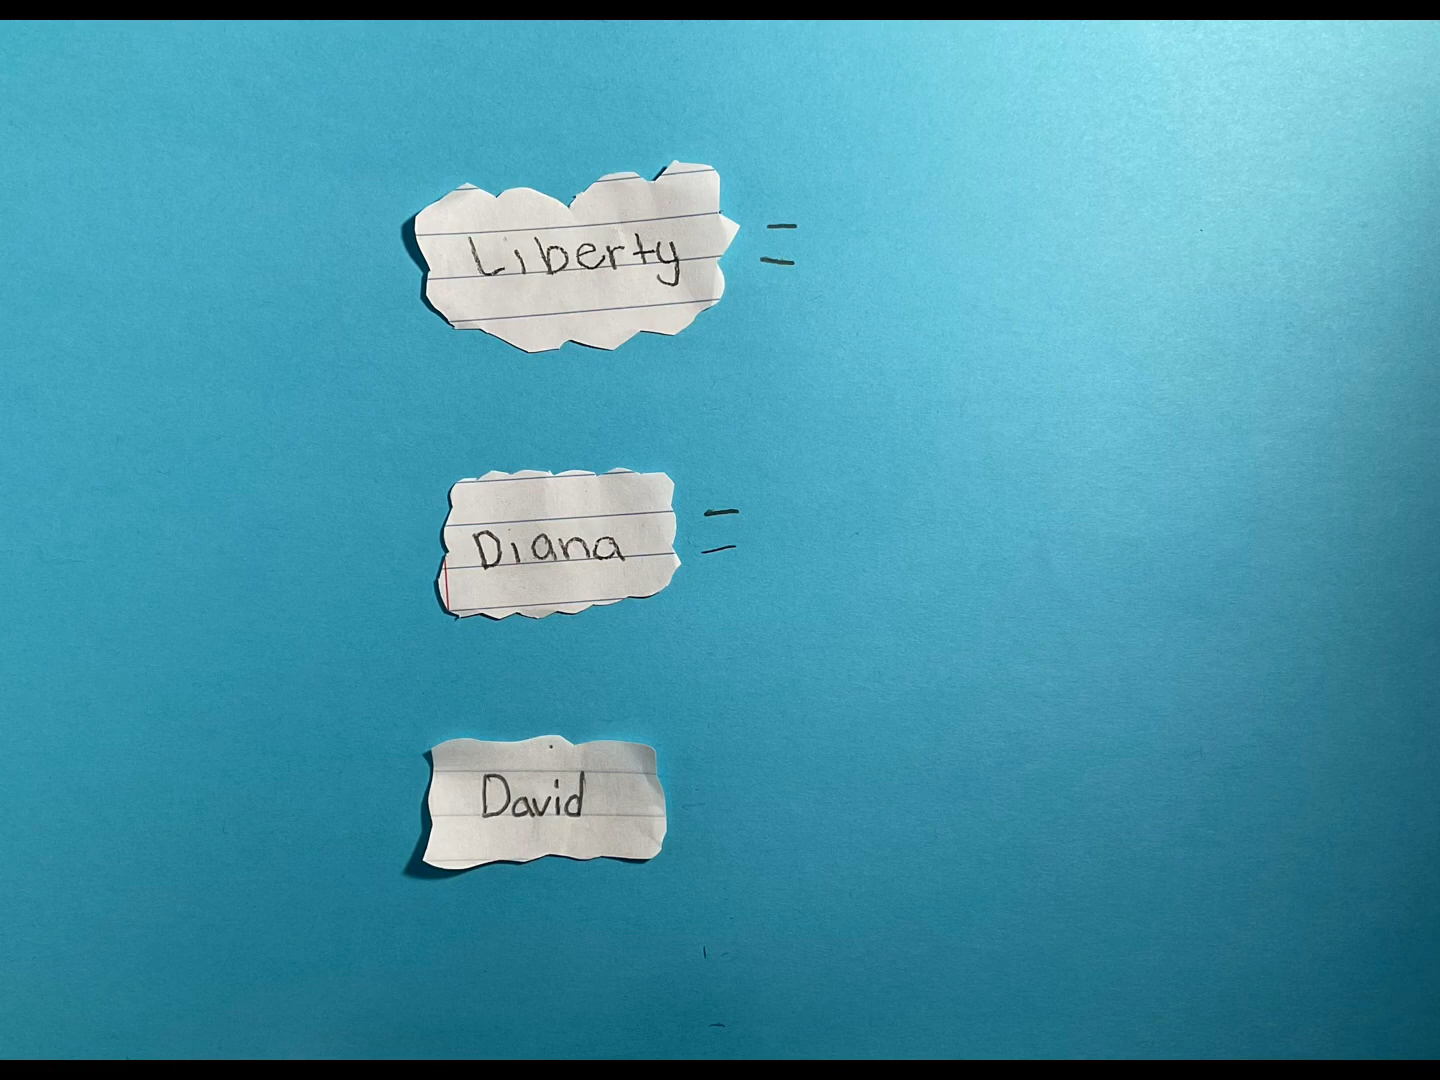 Liberty =
Diana =
David